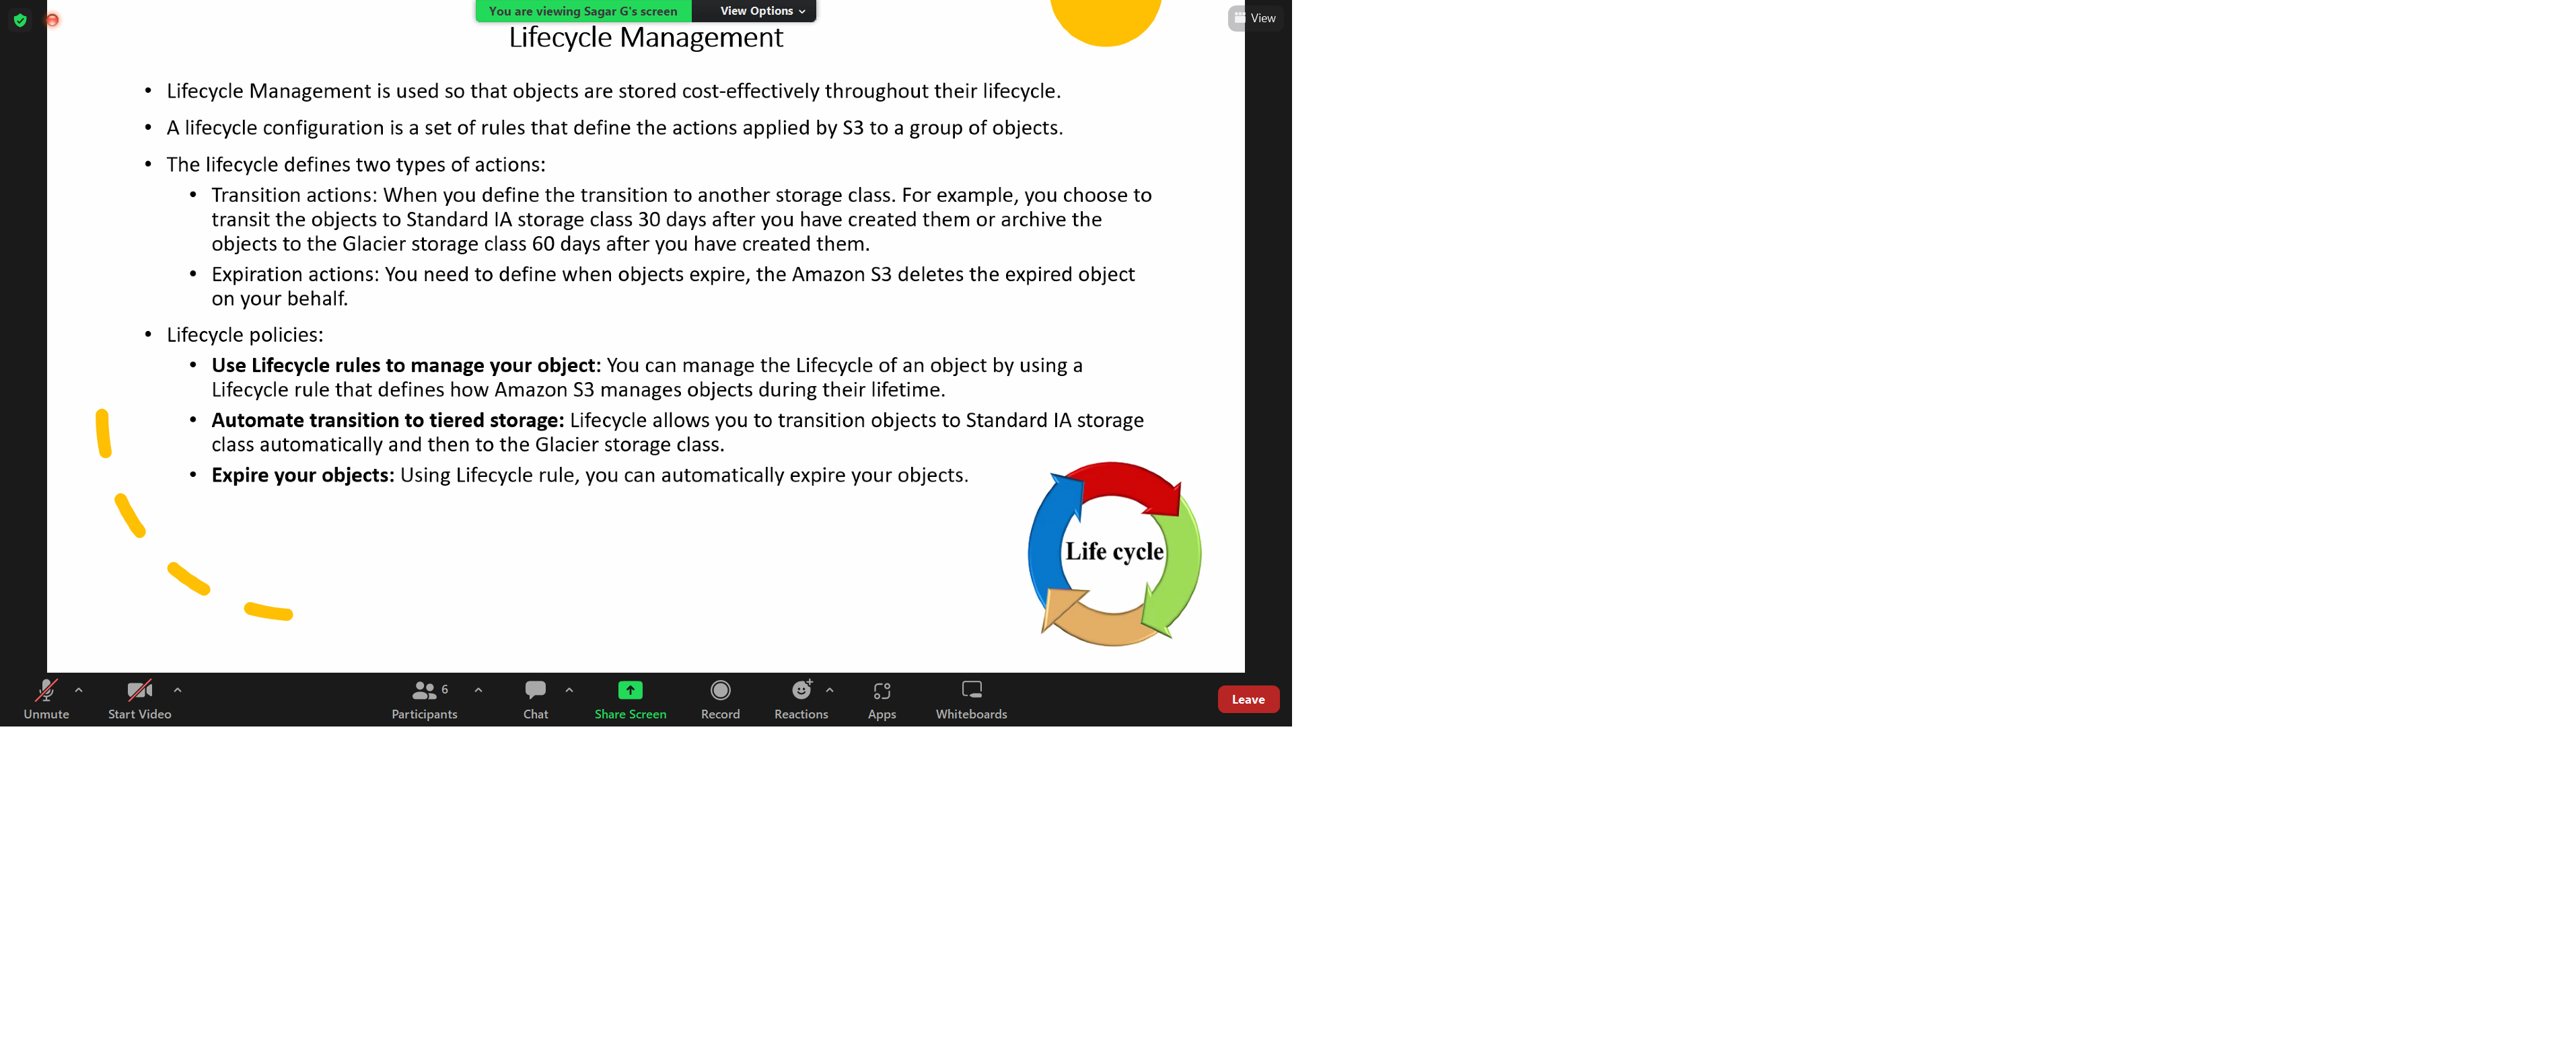 You are viewing Sagar G's screen
View Options
View
Lifecycle Management
• Lifecycle Management is used so that objects are stored cost-effectively throughout their lifecycle.
• A lifecycle configuration is a set of rules that define the actions applied by S3 to a group of objects.
• The lifecycle defines two types of actions:
• Transition actions: When you define the transition to another storage class. For example, you choose to
transit the objects to Standard IA storage class 30 days after you have created them or archive the
objects to the Glacier storage class 60 days after you have created them.
• Expiration actions: You need to define when objects expire, the Amazon S3 deletes the expired object
on your behalf.
• Lifecycle policies:
• Use Lifecycle rules to manage your object: You can manage the Lifecycle of an object by using a
Lifecycle rule that defines how Amazon S3 manages objects during their lifetime.
• Automate transition to tiered storage: Lifecycle allows you to transition objects to Standard IA storage
class automatically and then to the Glacier storage class.
• Expire your objects: Using Lifecycle rule, you can automatically expire your objects.
Life cycle
6
Unmute
Start Video
Participants
Chat
Share Screen
Record
Reactions
Apps
Whiteboards
Leave